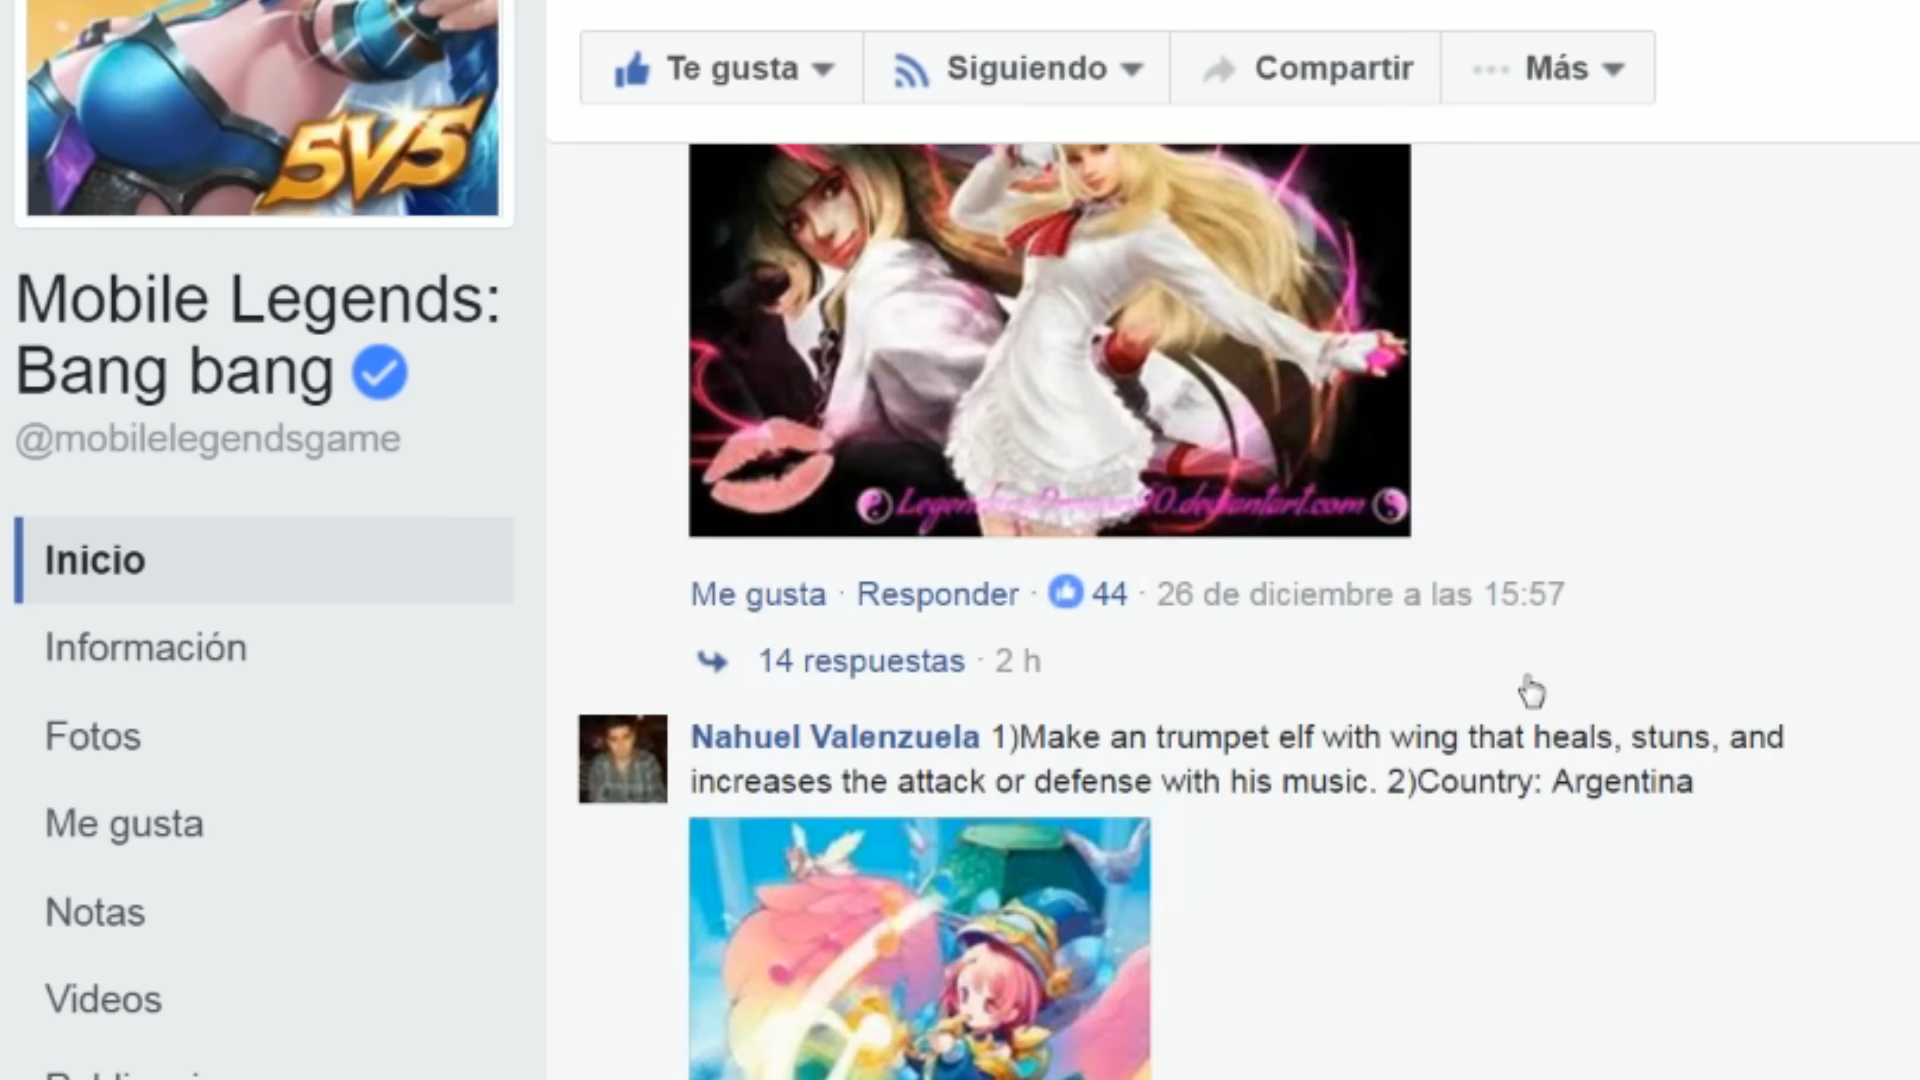 5V5
Te gusta
Siguiendo
Compartir
Más
Mobile Legends:
Bang bang
@mobilelegendsgame
Inicio
Información
Fotos
Me gusta
Notas
Videos
Me gusta · Responder · 44 · 26 de diciembre a las 15:57
14 respuestas · 2 h
Nahuel Valenzuela 1)Make an trumpet elf with wing that heals, stuns, and
increases the attack or defense with his music. 2)Country: Argentina